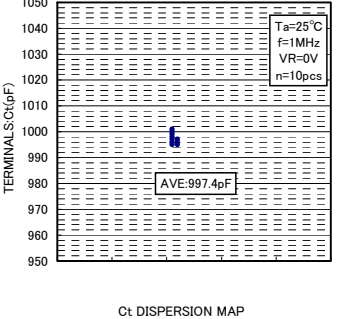 1050
1040
1030
1020
1010
1000
990
980
970
960
950
TERMINALS:Ct(pF)
Ta=25℃
f=1MHz
VR=0V
n=10pcs
AVE:997.4pF
Ct DISPERSION MAP